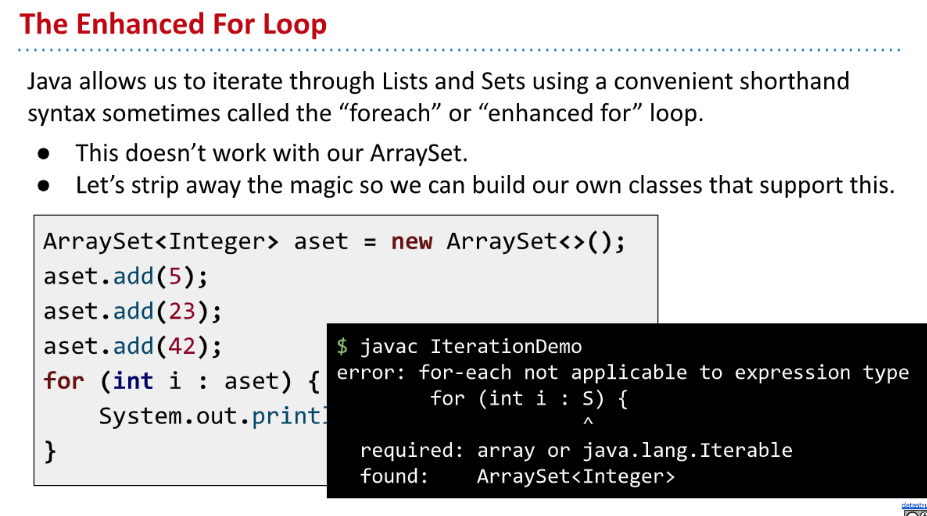 The Enhanced For Loop
Java allows us to iterate through Lists and Sets using a convenient shorthand
syntax sometimes called the “foreach” or “enhanced for” loop.
● This doesn’t work with our ArraySet.
● Let’s strip away the magic so we can build our own classes that support this.
ArraySet<Integer> aset = new ArraySet<>();
aset.add(5);
aset.add(23);
aset.add(42);
for (int i : aset) {
    System.out.print
}
$ javac IterationDemo
error: for-each not applicable to expression type
        for (int i : S) {
                     ^
  required: array or java.lang.Iterable
  found:    ArraySet<Integer>